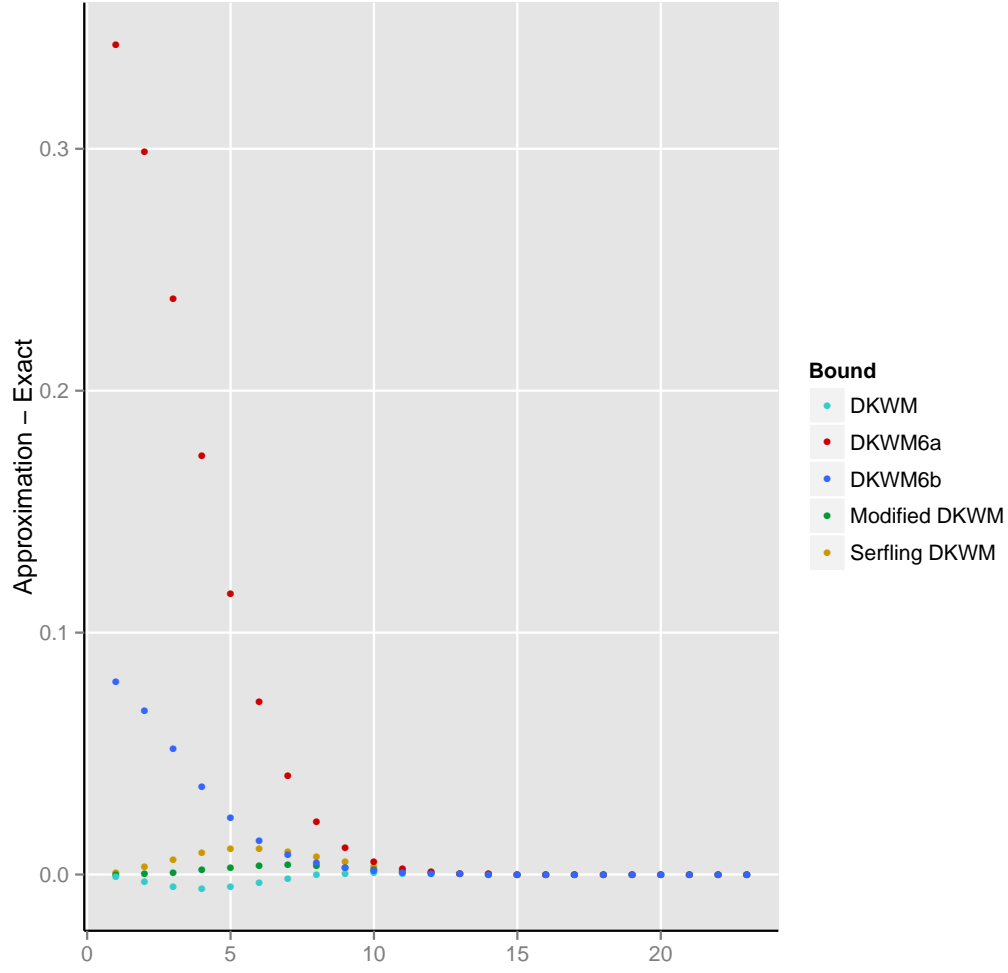 Approximation – Exact
0.3
0.2
0.1
0.0
0 5 10 15 20
Bound
DKWM
DKWM6a
DKWM6b
Modified DKWM
Serfling DKWM